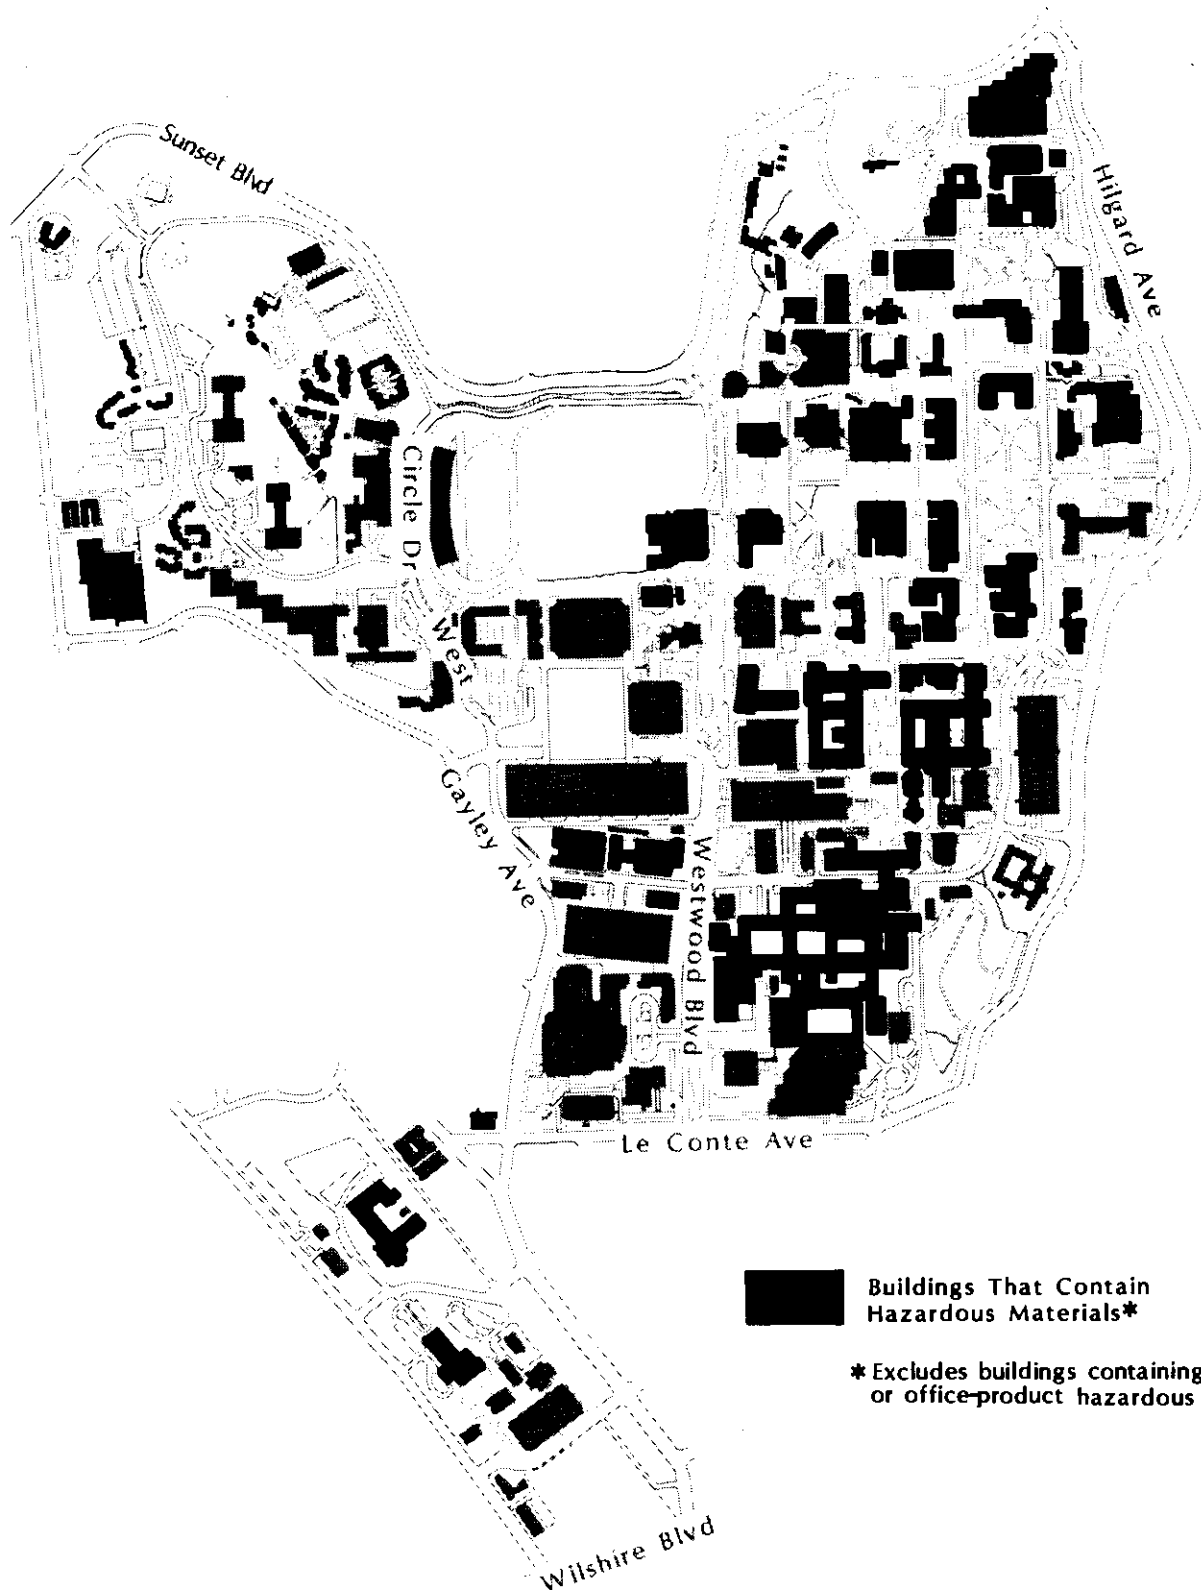 Sunset Blvd
Hilgard Ave
Circle Dr West
Gayley Ave
Westwood Blvd
Le Conte Ave
Buildings That Contain
Hazardous Materials*
* Excludes buildings containing
or office-product hazardous
Wilshire Blvd